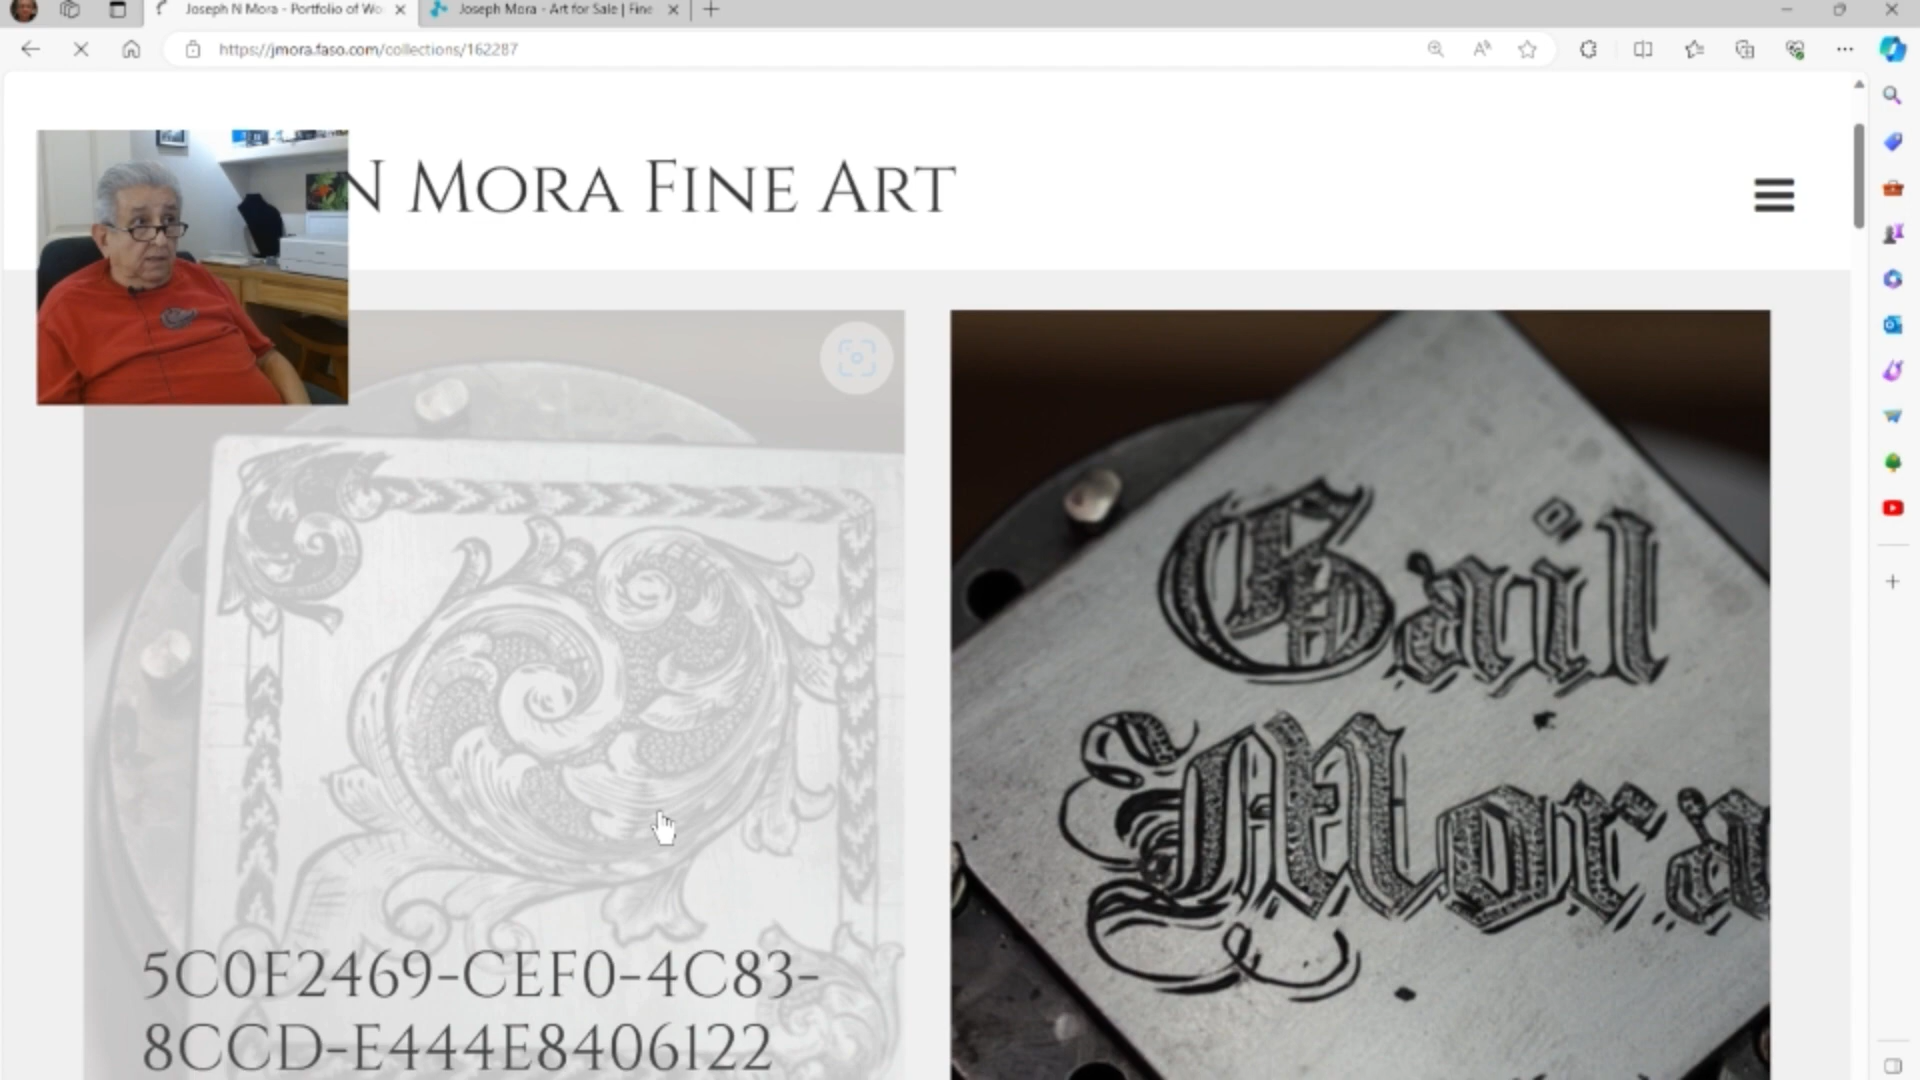 Joseph N Mora - Portfolio of Wo
Joseph Mora - Art for Sale | Fine
https://jmora.faso.com/collections/162287
N Mora Fine Art
Gail
Mora
5C0F2469-CEF0-4C83-
8CCD-E444E8406122